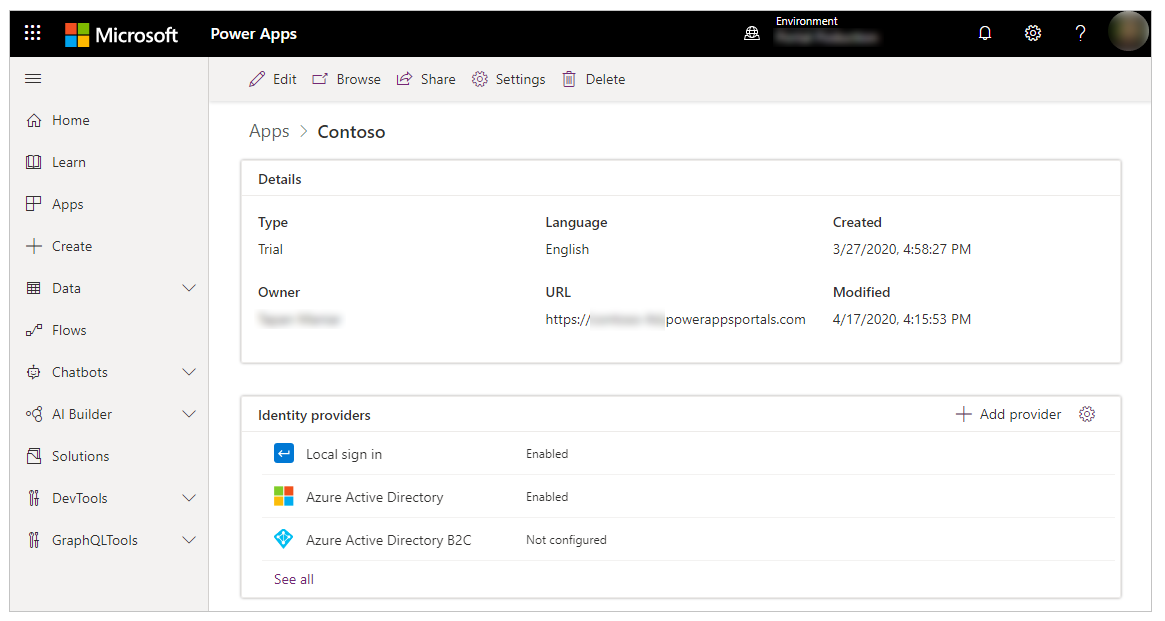 Microsoft Power Apps Environment ?
Edit Browse Share Settings Delete
Home
Learn
Apps
Create
Data
Flows
Chatbots
AI Builder
Solutions
DevTools
GraphQLTools
Apps > Contoso
Details
Type Language Created
Trial English 3/27/2020, 4:58:27 PM
Owner URL Modified
https:// powerappsportals.com 4/17/2020, 4:15:53 PM
Identity providers Add provider
Local sign in Enabled
Azure Active Directory Enabled
Azure Active Directory B2C Not configured
See all